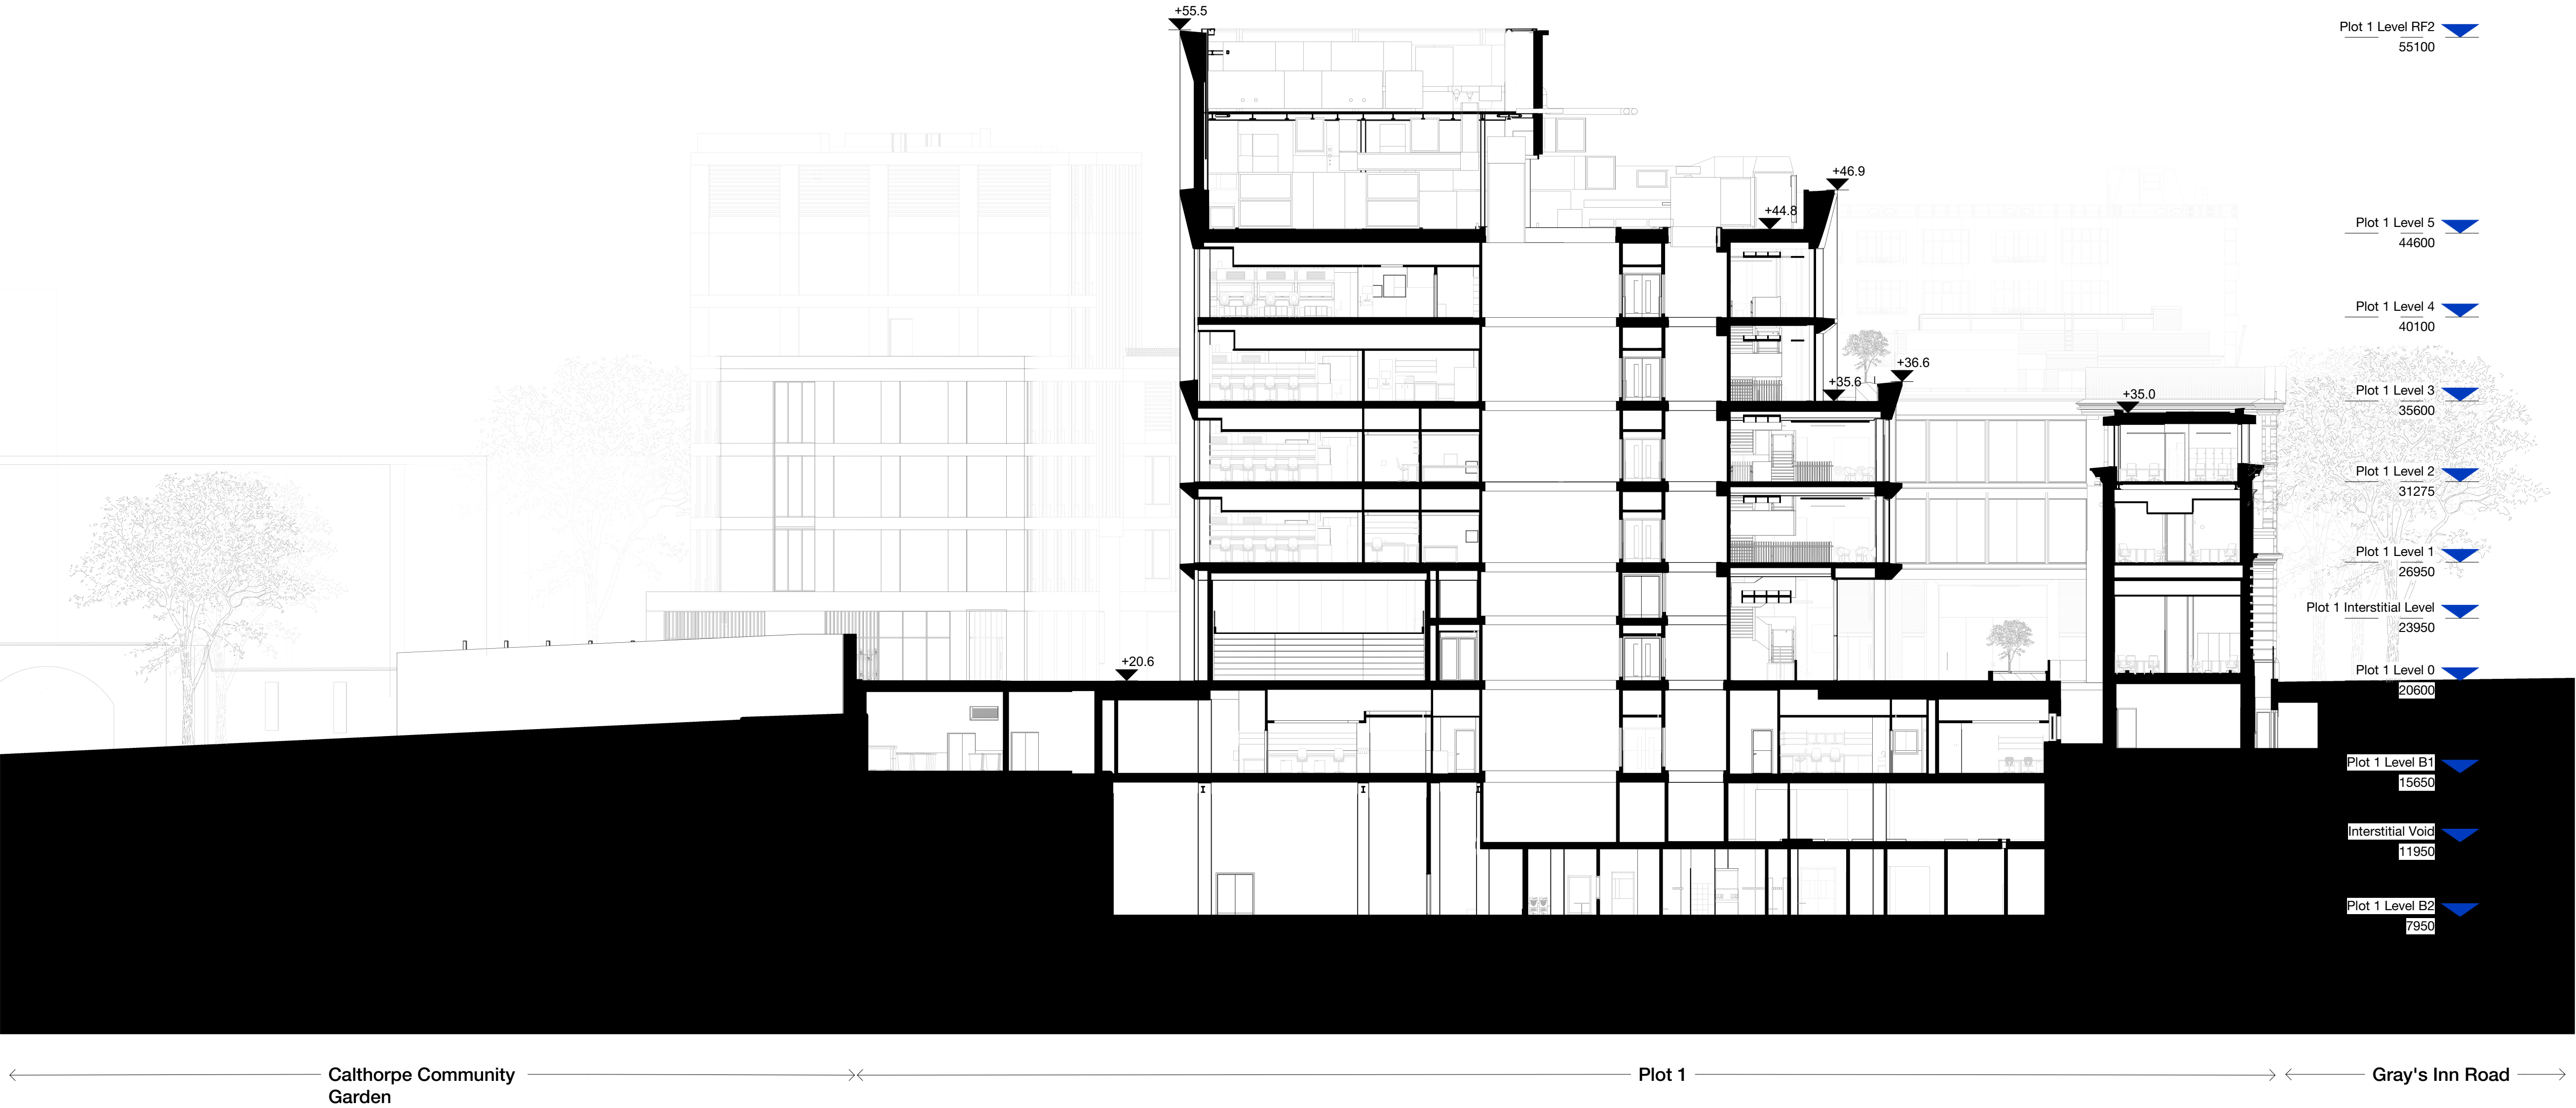 +55.5
Plot 1 Level RF2
55100
+46.9
+44.8
Plot 1 Level 5
44600
Plot 1 Level 4
40100
+36.6
+35.6
+35.0
Plot 1 Level 3
35600
Plot 1 Level 2
31275
Plot 1 Level 1
26950
Plot 1 Interstitial Level
23950
+20.6
Plot 1 Level 0
20600
Plot 1 Level B1
15650
Interstitial Void
11950
Plot 1 Level B2
7950
Calthorpe Community
Garden
Plot 1
Gray's Inn Road